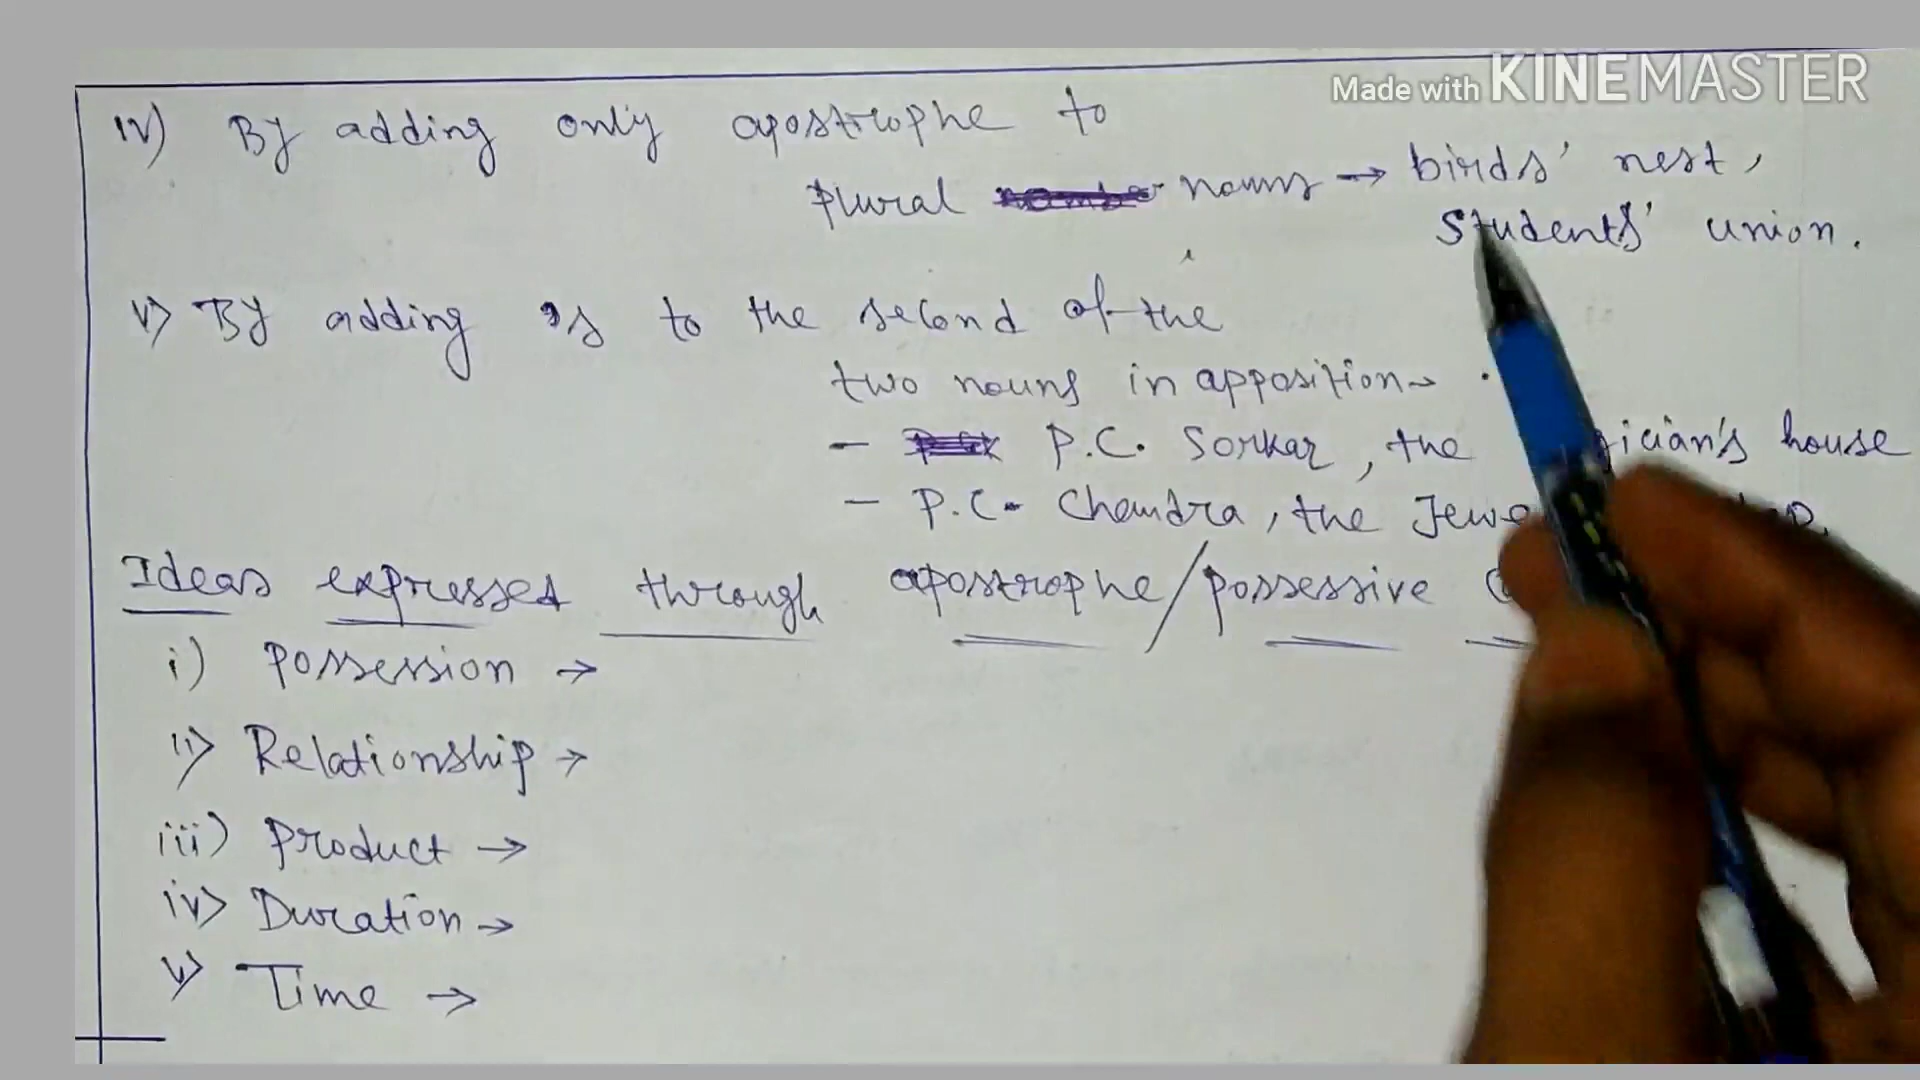 Made with KINEMASTER
iv) By adding only apostrophe to
plural nouns → birds' nest,
students' union.
v) By adding 's to the second of the
two nouns in apposition →
- P.C. Sorkar, the house
- P.C. Chandra, the
Ideas expressed through apostrophe/possessive
i) Possession →
ii) Relationship →
iii) Product →
iv) Duration →
v) Time →